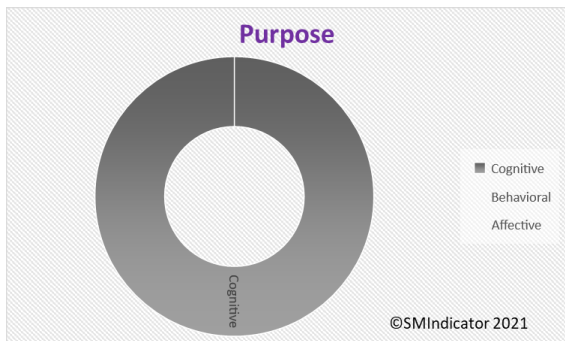 Purpose
Cognitive
Behavioral
Affective
Cognitive
©SMIndicator 2021